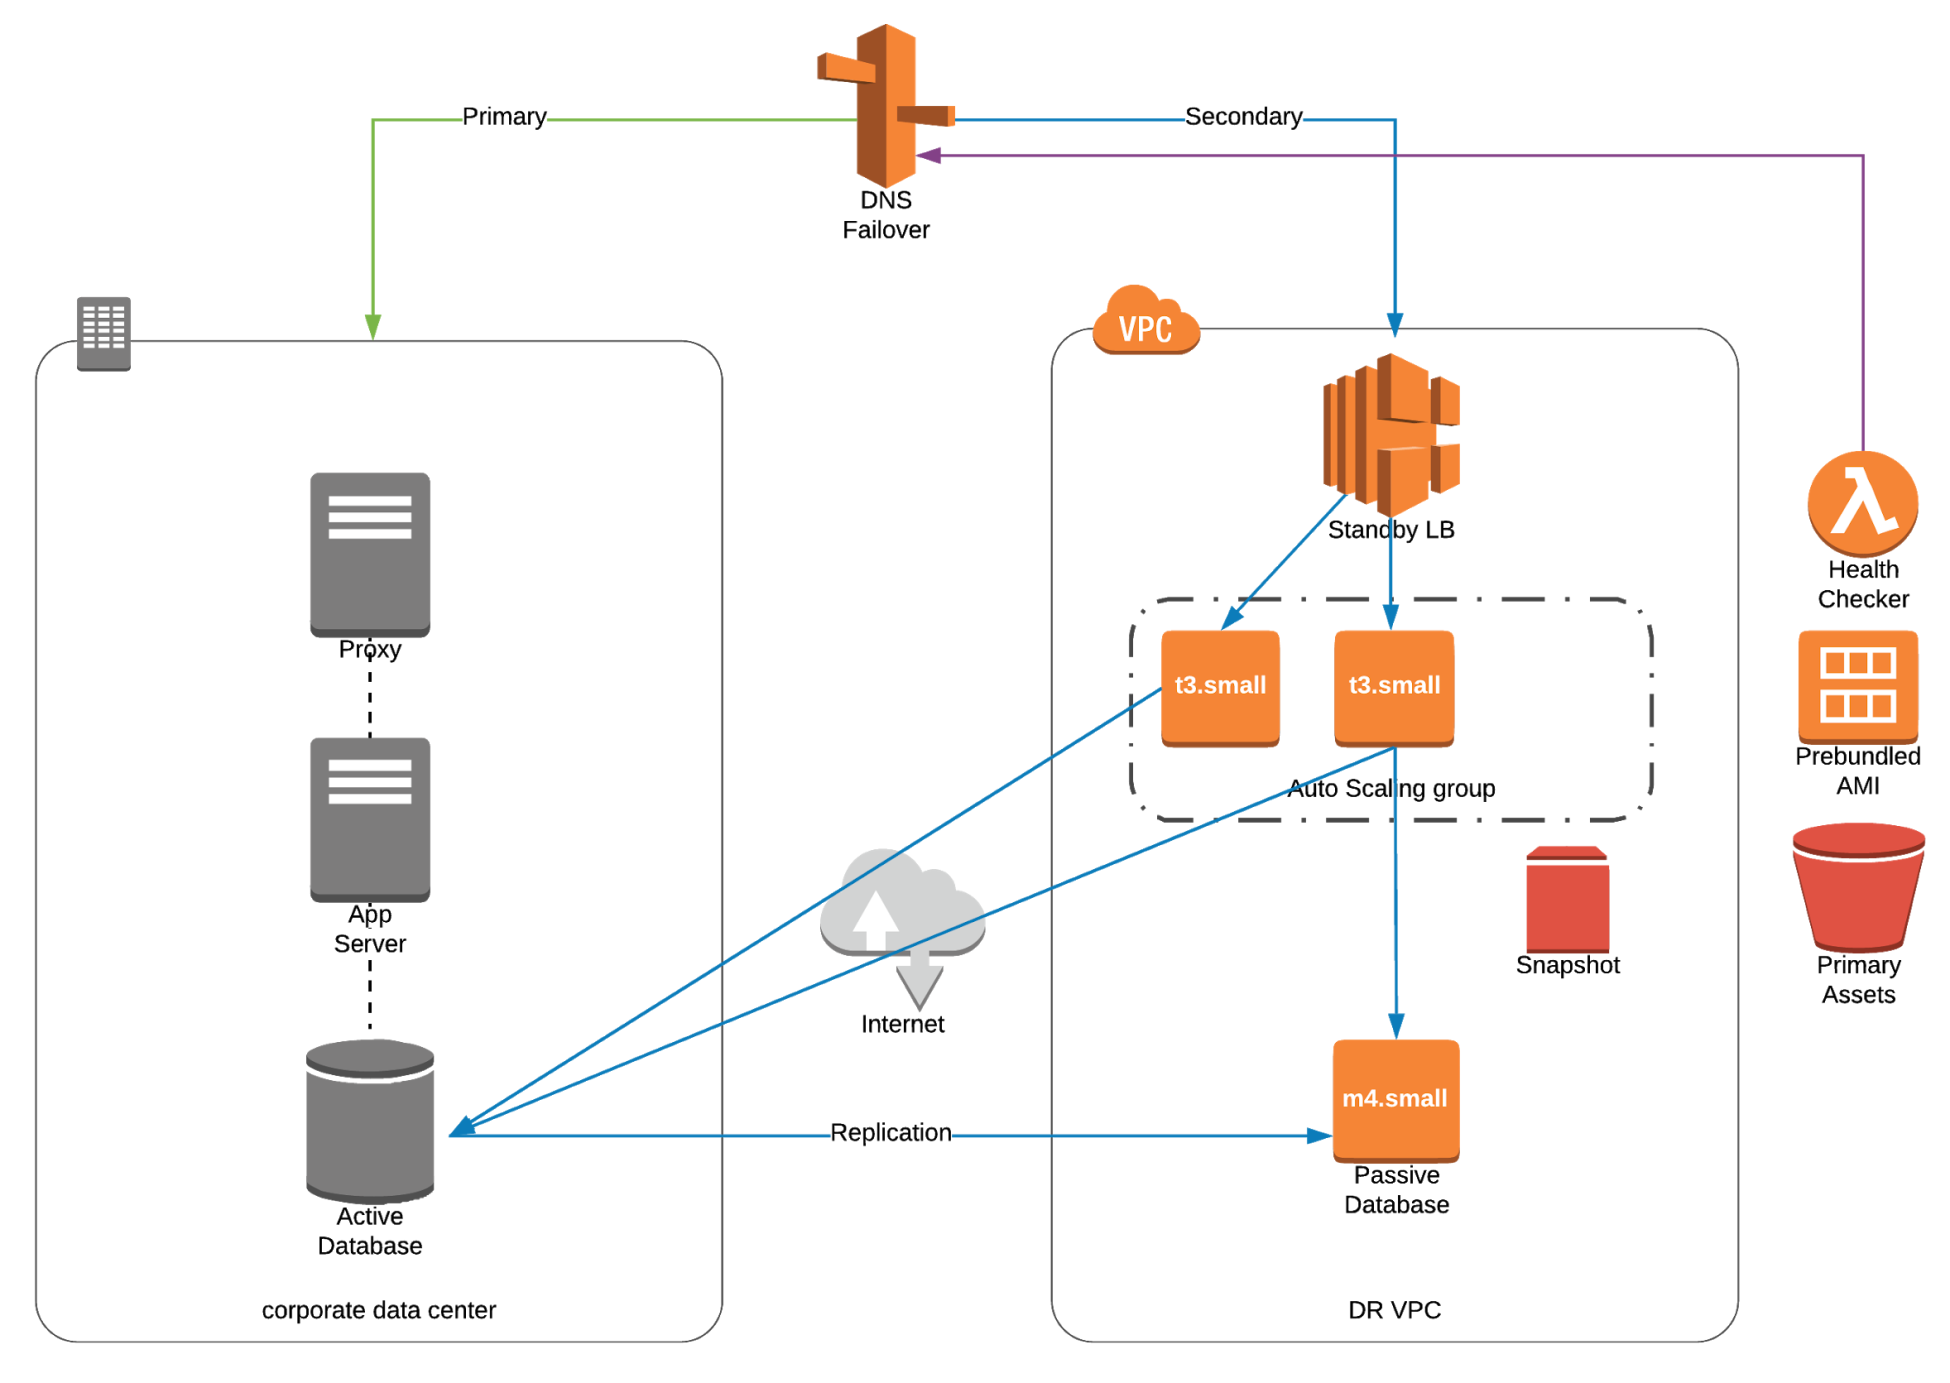 Primary
Secondary
DNS
Failover
VPC
Standby LB
Health
Checker
Proxy
t3.small
t3.small
Prebundled
AMI
Auto Scaling group
App
Server
Snapshot
Primary
Assets
Internet
m4.small
Replication
Passive
Database
Active
Database
corporate data center
DR VPC